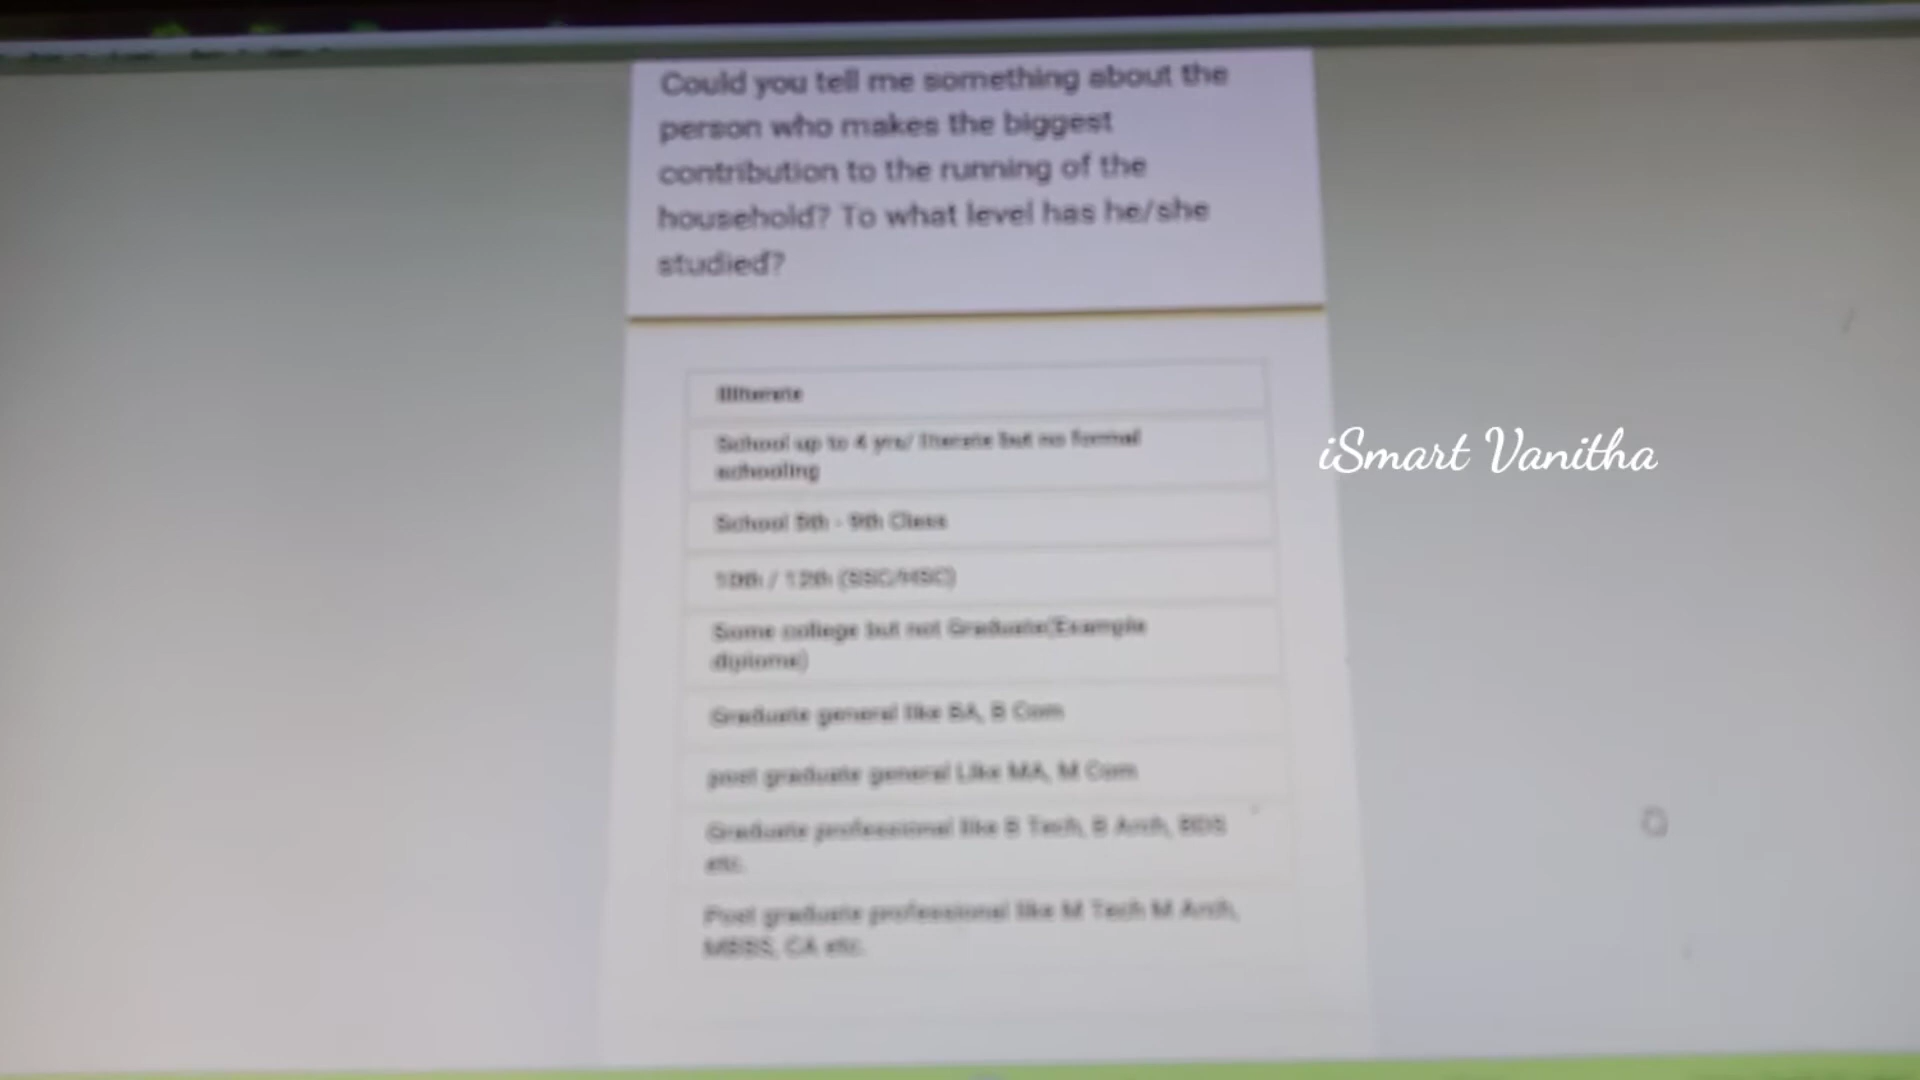 Could you tell me something about the
person who makes the biggest
contribution to the running of the
household? To what level has he/she
studied?
Illiterate
School up to 4 yrs/ literate but no formal
schooling
School 5th - 9th Class
10th / 12th (SSC/HSC)
Some college but not Graduate(Example
diploma)
Graduate general like BA, B Com
post graduate general Like MA, M Com
Graduate professional like B Tech, B Arch, BDS
etc.
Post graduate professional like M Tech M Arch,
MBBS, CA etc.
iSmart Vanitha